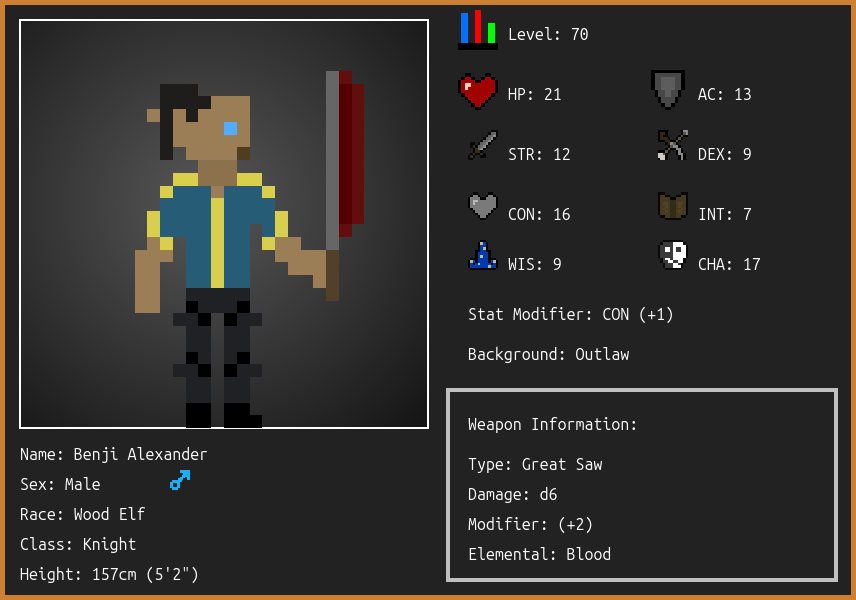 Level: 70
HP: 21
AC: 13
STR: 12
DEX: 9
CON: 16
INT: 7
WIS: 9
CHA: 17
Stat Modifier: CON (+1)
Background: Outlaw
Weapon Information:
Type: Great Saw
Damage: d6
Modifier: (+2)
Elemental: Blood
Name: Benji Alexander
Sex: Male
Race: Wood Elf
Class: Knight
Height: 157cm (5'2")